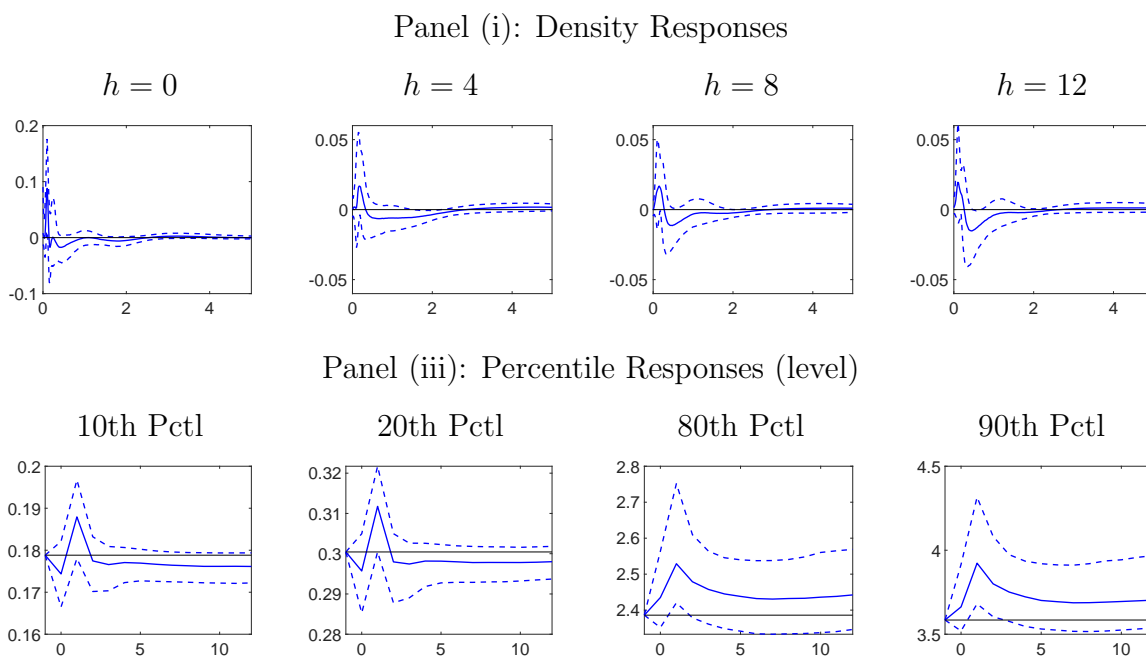 Panel (i): Density Responses
h = 0 h = 4 h = 8 h = 12
0.2 0.1 0 -0.1
0 2 4
0.05 0 -0.05
0 2 4
0.05 0 -0.05
0 2 4
0.05 0 -0.05
0 2 4
Panel (iii): Percentile Responses (level)
10th Pctl 20th Pctl 80th Pctl 90th Pctl
0.2 0.19 0.18 0.17 0.16
0 5 10
0.32 0.31 0.3 0.29 0.28
0 5 10
2.8 2.7 2.6 2.5 2.4
0 5 10
4.5 4 3.5
0 5 10